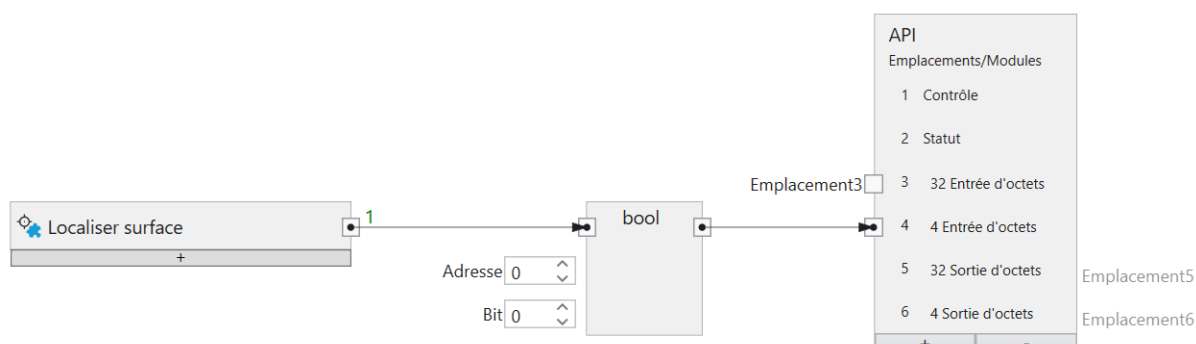 API
Emplacements/Modules
1 Contrôle
2 Statut
Emplacement3 3 32 Entrée d'octets
Localiser surface 1 bool 4 4 Entrée d'octets
+
Adresse 0 5 32 Sortie d'octets Emplacement5
Bit 0 6 4 Sortie d'octets Emplacement6